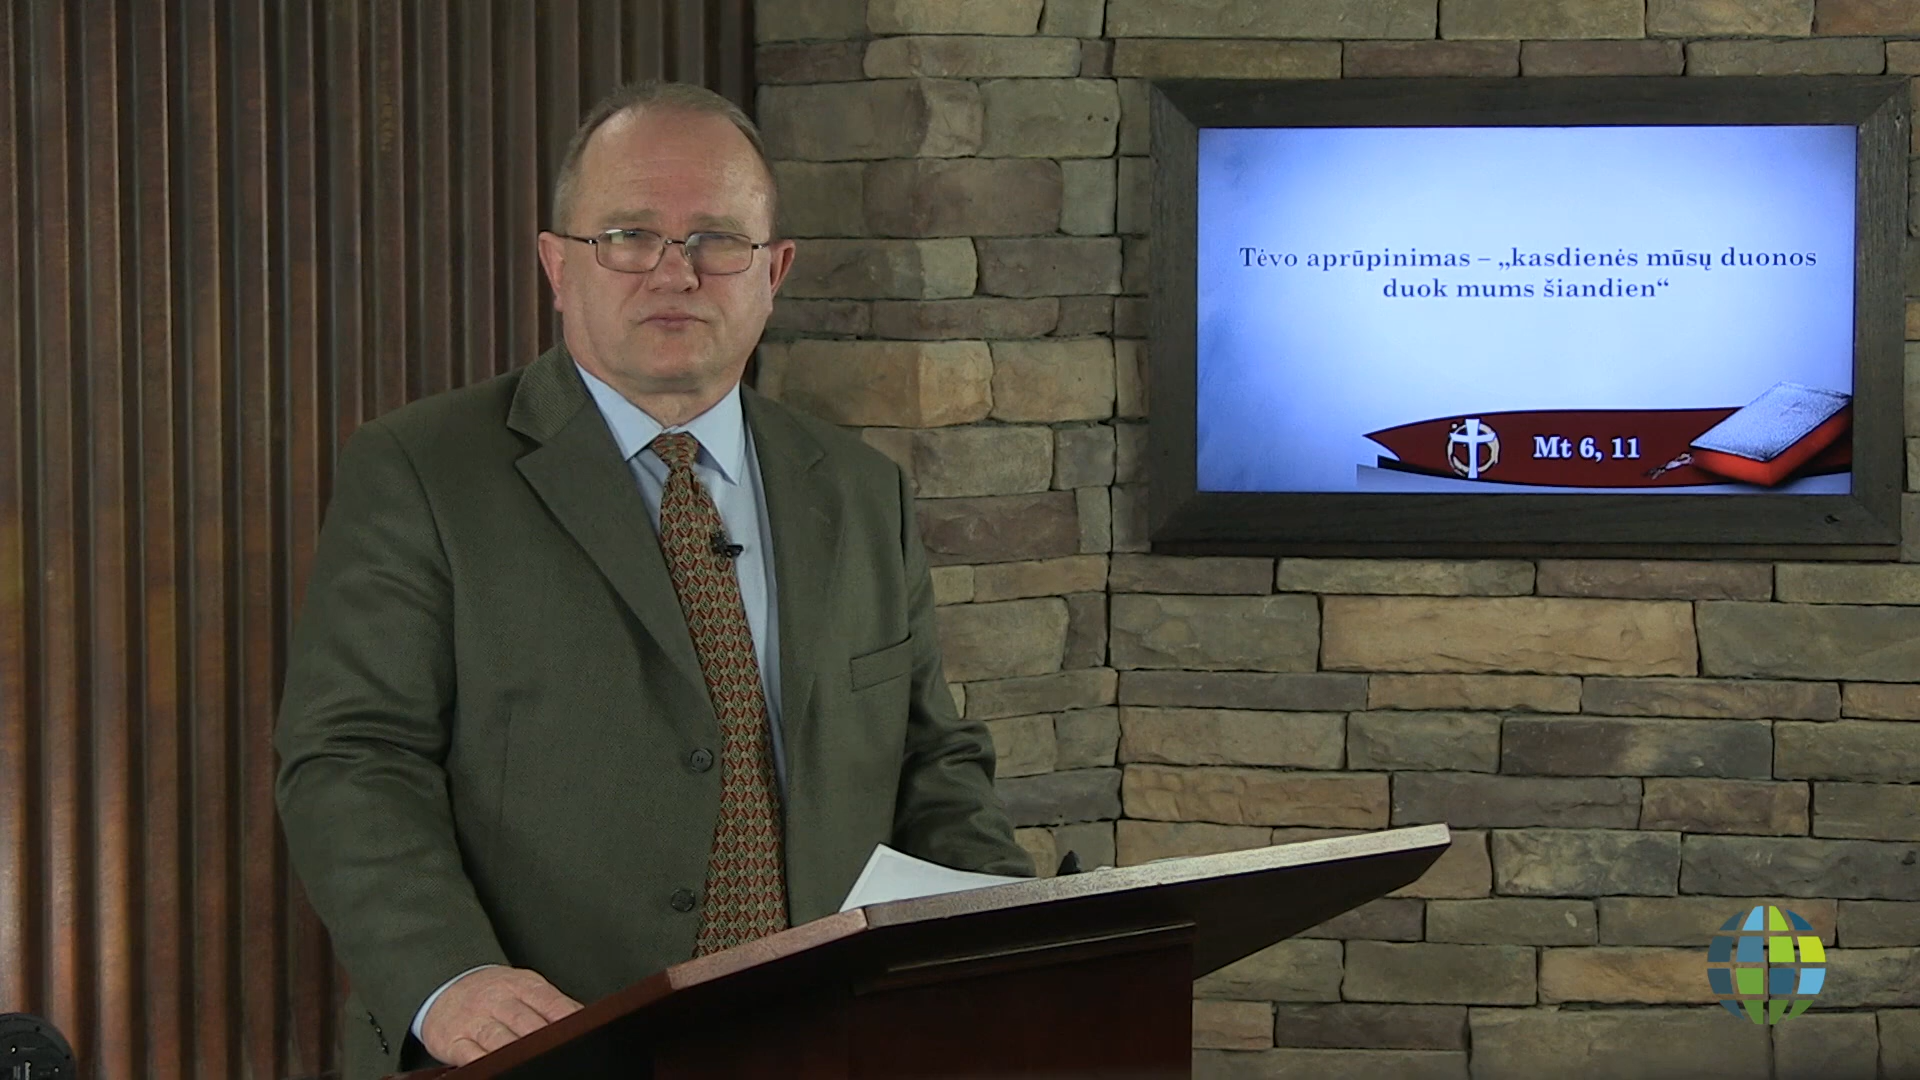 Tėvo aprūpinimas – „kasdienės mūsų duonos
duok mums šiandien“
Mt 6, 11